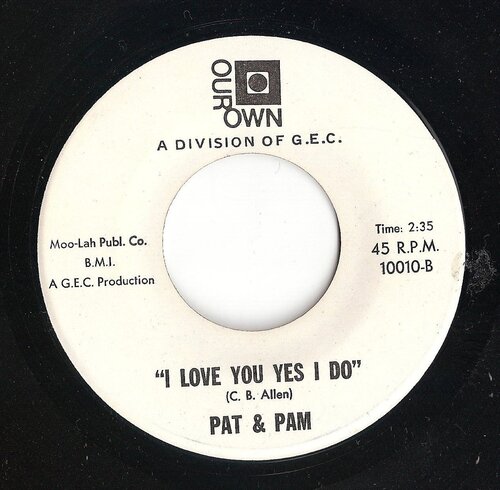 OUR
OWN
A DIVISION OF G.E.C.
Moo-Lah Publ. Co.
B.M.I.
A G.E.C. Production
Time: 2:35
45 R.P.M.
10010-B
"I LOVE YOU YES I DO"
(C. B. Allen)
PAT & PAM